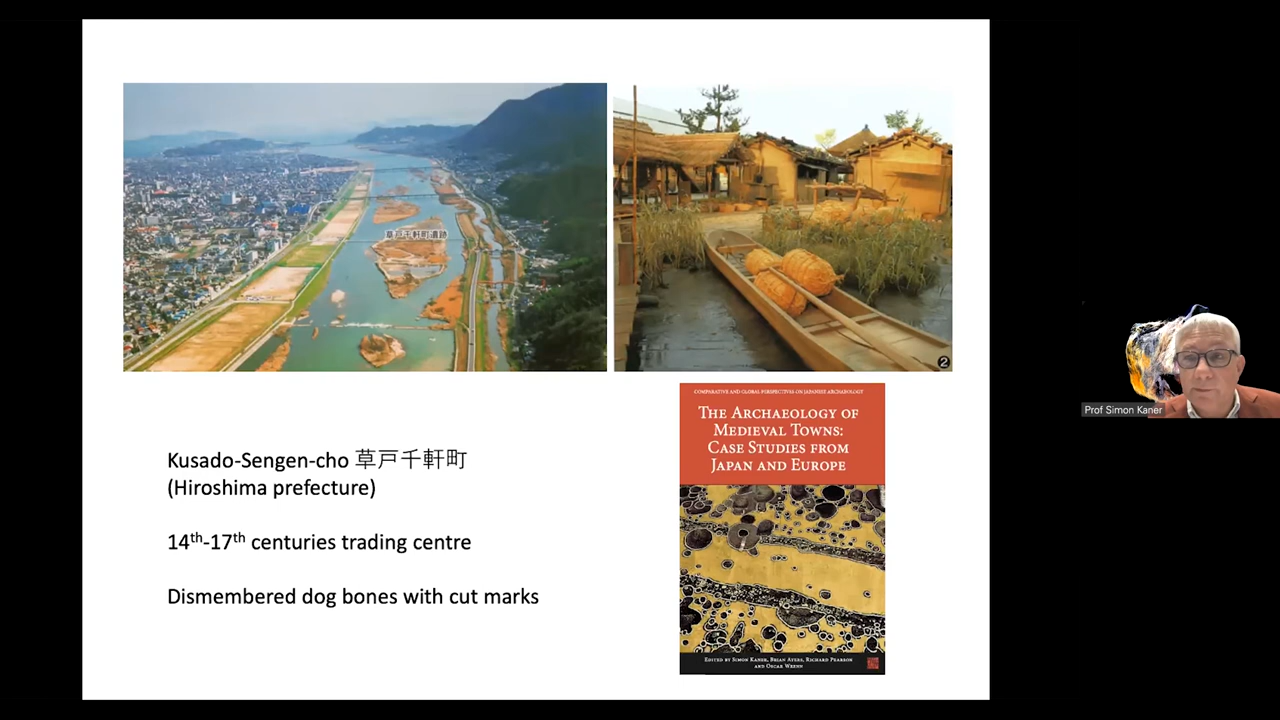 草戸千軒町遺跡
2
Kusado-Sengen-cho 草戸千軒町
(Hiroshima prefecture)
14th-17th centuries trading centre
Dismembered dog bones with cut marks
COMPARATIVE AND GLOBAL PERSPECTIVES ON JAPANESE ARCHAEOLOGY
THE ARCHAEOLOGY OF
MEDIEVAL TOWNS:
CASE STUDIES FROM
JAPAN AND EUROPE
EDITED BY SIMON KANER, BRIAN AYERS, RICHARD PEARSON
AND OSCAR WRENN
Prof Simon Kaner